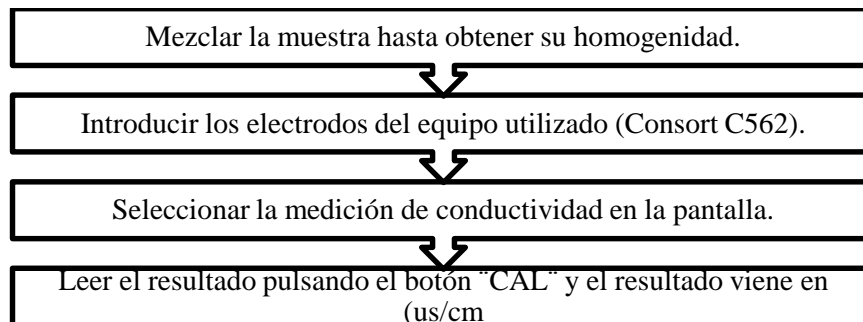 Mezclar la muestra hasta obtener su homogenidad.
Introducir los electrodos del equipo utilizado (Consort C562).
Seleccionar la medición de conductividad en la pantalla.
Leer el resultado pulsando el botón ¨CAL¨ y el resultado viene en
(us/cm